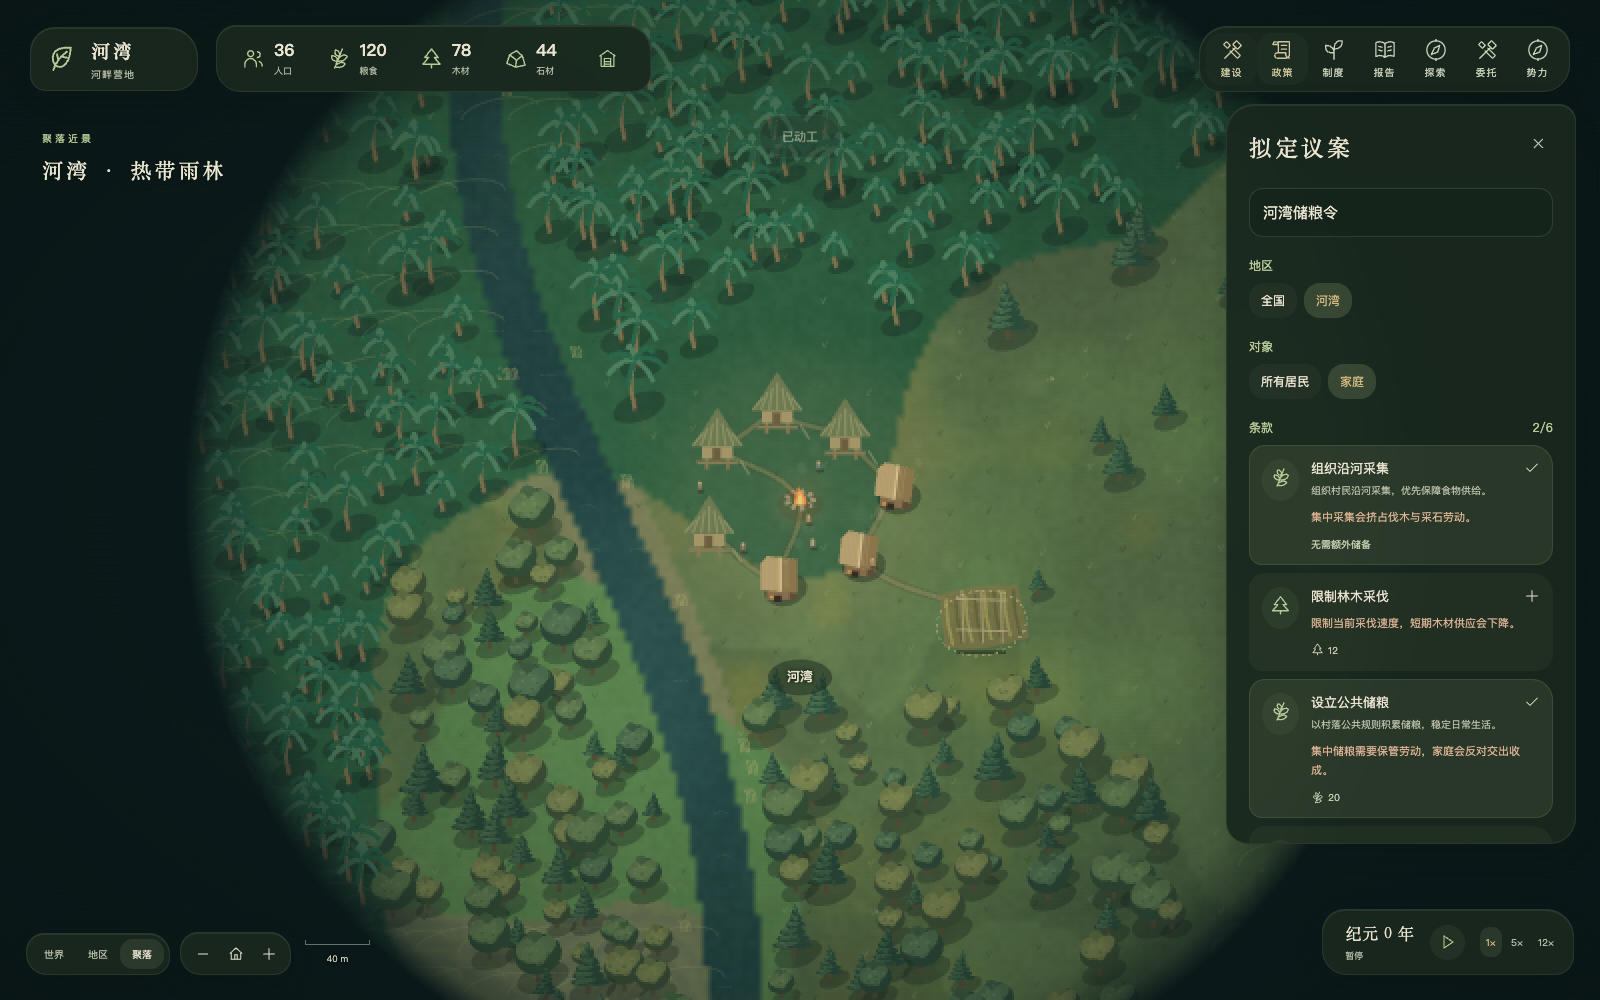 河湾
河畔营地
36
人口
120
粮食
78
木材
44
石材
建设
政策
制度
报告
探索
委托
势力
聚落近景
河湾 · 热带雨林
已动工
河湾
拟定议案
河湾储粮令
地区
全国 河湾
对象
所有居民 家庭
条款 2/6
组织沿河采集
组织村民沿河采集，优先保障食物供给。
集中采集会挤占伐木与采石劳动。
无需额外储备
限制林木采伐
限制当前采伐速度，短期木材供应会下降。
12
设立公共储粮
以村落公共规则积累储粮，稳定日常生活。
集中储粮需要保管劳动，家庭会反对交出收
成。
20
世界 地区 聚落
40 m
纪元 0 年
暂停
1× 5× 12×